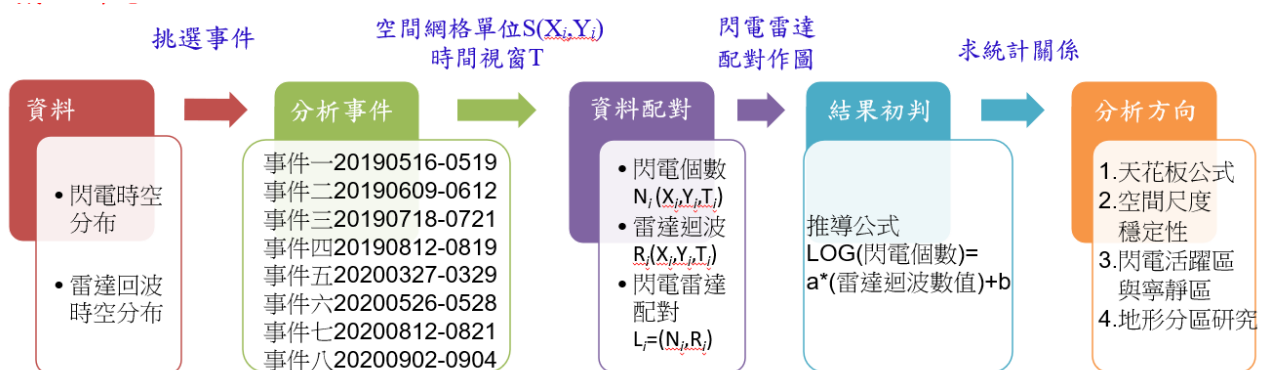 挑選事件
空間網格單位S(Xi,Yi)
時間視窗T
閃電雷達
配對作圖
求統計關係
資料
• 閃電時空
分布
• 雷達回波
時空分布
分析事件
事件一20190516-0519
事件二20190609-0612
事件三20190718-0721
事件四20190812-0819
事件五20200327-0329
事件六20200526-0528
事件七20200812-0821
事件八20200902-0904
資料配對
• 閃電個數
Ni(Xi,Yi,Ti)
• 雷達迴波
Ri(Xi,Yi,Ti)
• 閃電雷達
配對
Li=(Ni,Ri)
結果初判
推導公式
LOG(閃電個數)=
a*(雷達迴波數值)+b
分析方向
1.天花板公式
2.空間尺度
穩定性
3.閃電活躍區
與寧靜區
4.地形分區研究